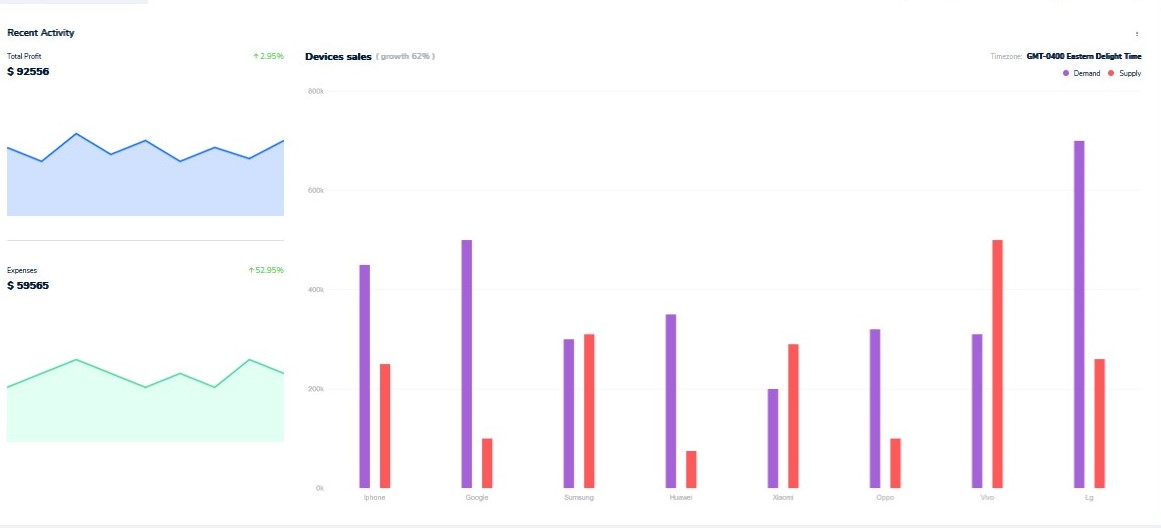 Recent Activity
Total Profit
↑ 2.95%
$ 92556
Expenses
↑ 52.95%
$ 59565
Devices sales ( growth 62% )
Timezone: GMT-0400 Eastern Delight Time
Demand Supply
800k
600k
400k
200k
0k
Iphone Google Sumsung Huawei Xiaomi Oppo Vivo Lg